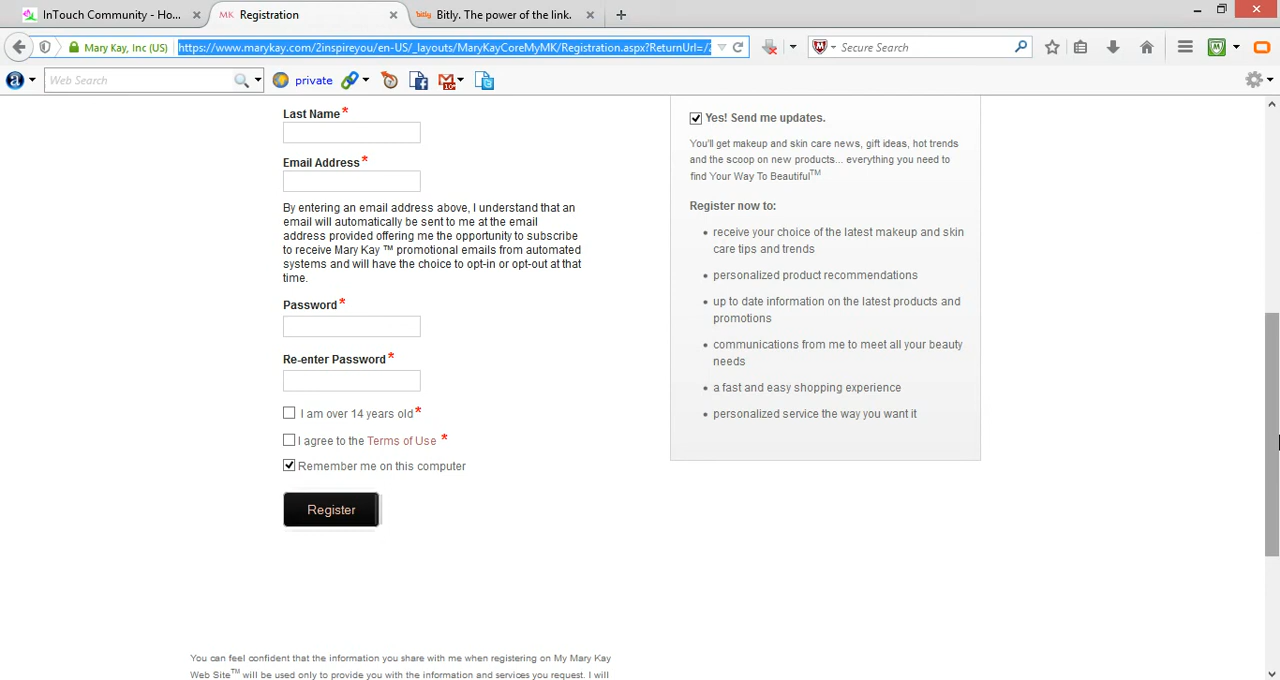 InTouch Community - Ho...
MK Registration
bitly Bitly. The power of the link.
Mary Kay, Inc (US)
https://www.marykay.com/2inspireyou/en-US/_layouts/MaryKayCoreMyMK/Registration.aspx?ReturnUrl=/2
Secure Search
Web Search
private
10+
Last Name*
Email Address*
By entering an email address above, I understand that an
email will automatically be sent to me at the email
address provided offering me the opportunity to subscribe
to receive Mary Kay ™ promotional emails from automated
systems and will have the choice to opt-in or opt-out at that
time.
Password*
Re-enter Password*
I am over 14 years old*
I agree to the Terms of Use *
Remember me on this computer
Register
Yes! Send me updates.
You'll get makeup and skin care news, gift ideas, hot trends
and the scoop on new products... everything you need to
find Your Way To Beautiful™
Register now to:
• receive your choice of the latest makeup and skin
care tips and trends
• personalized product recommendations
• up to date information on the latest products and
promotions
• communications from me to meet all your beauty
needs
• a fast and easy shopping experience
• personalized service the way you want it
You can feel confident that the information you share with me when registering on My Mary Kay
Web Site™ will be used only to provide you with the information and services you request. I will